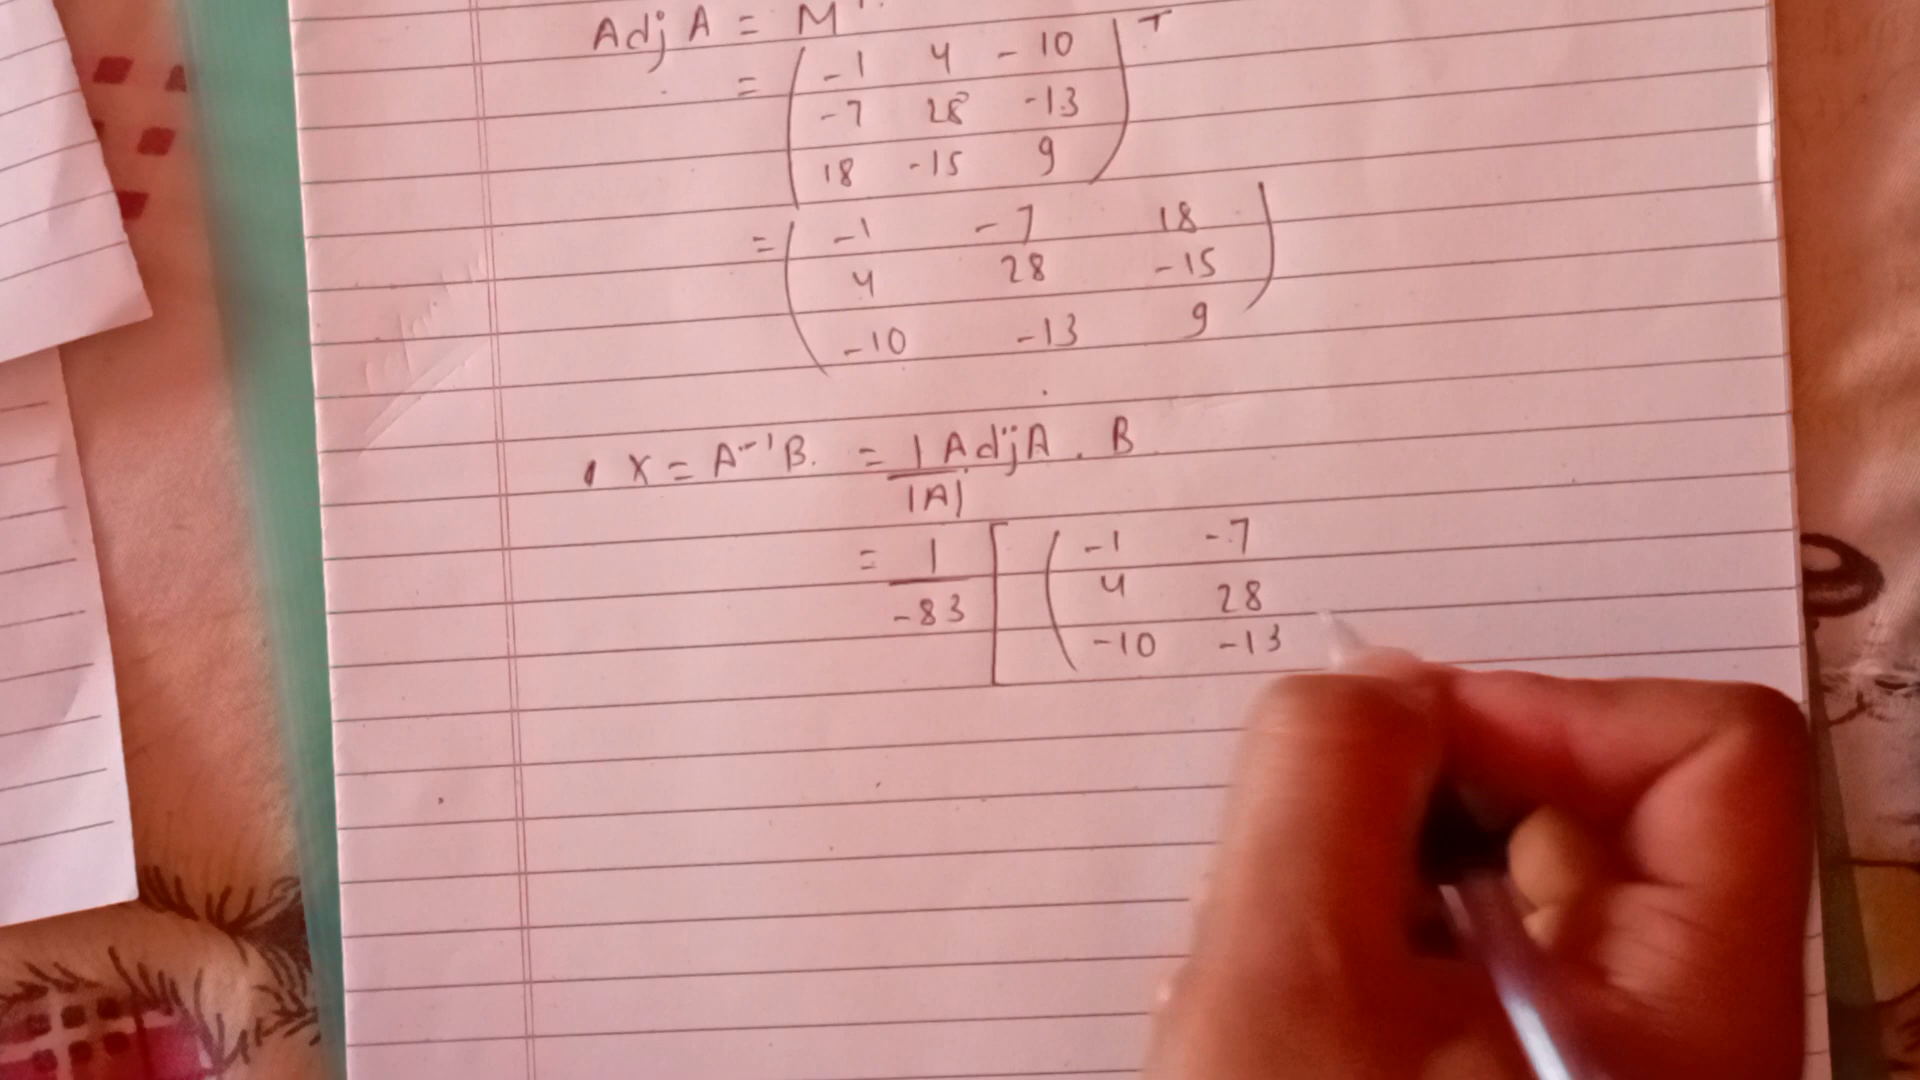 Adj A = M^T.
= ( -1 4 -10 )^T
-7 28 -13
18 -15 9
= ( -1 -7 18 )
4 28 -15
-10 -13 9
X = A^-1 B. = 1/|A| Adj A . B
= 1/-83 [ ( -1 -7
4 28
-10 -13